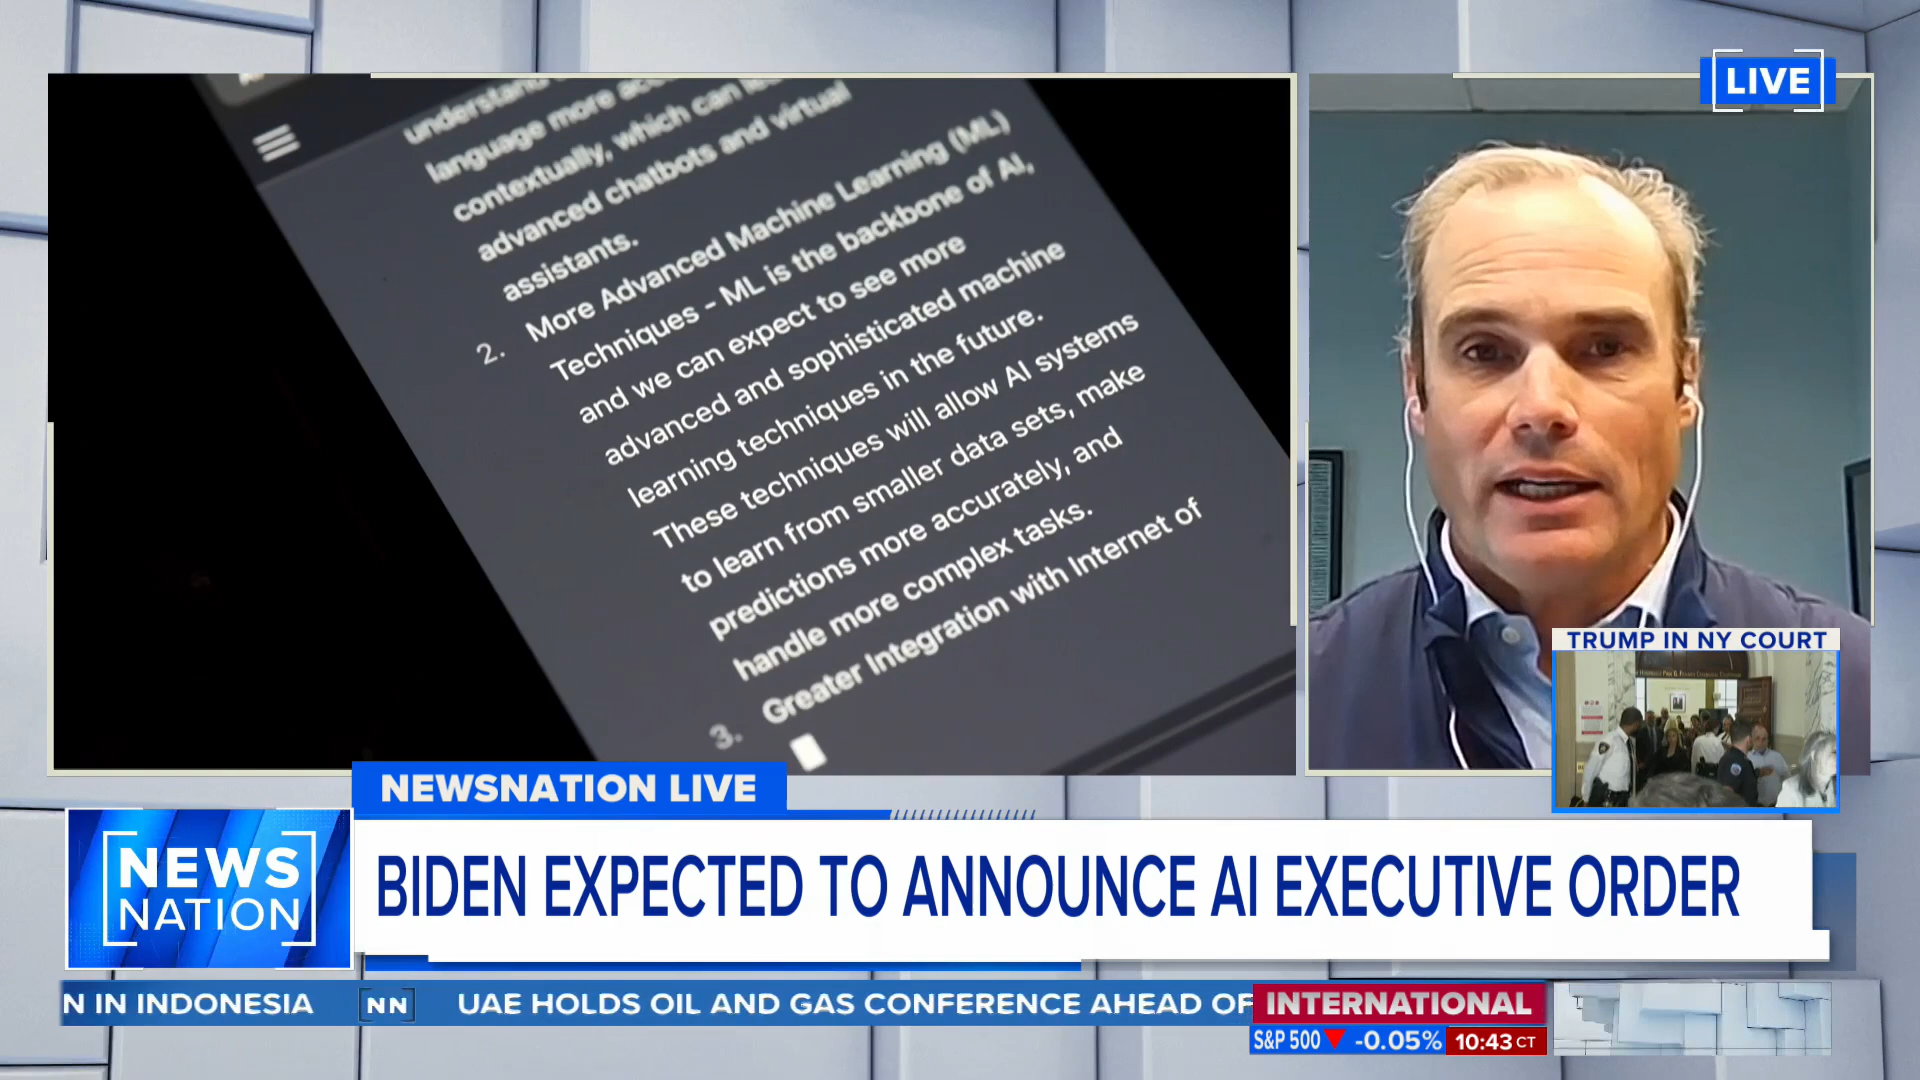 LIVE
language more
contextually, which can
advanced chatbots and virtual
assistants.
2. More Advanced Machine Learning (ML)
Techniques - ML is the backbone of AI,
and we can expect to see more
advanced and sophisticated machine
learning techniques in the future.
These techniques will allow AI systems
to learn from smaller data sets, make
predictions more accurately, and
handle more complex tasks.
3. Greater Integration with Internet of
TRUMP IN NY COURT
NEWSNATION LIVE
NEWS
NATION
BIDEN EXPECTED TO ANNOUNCE AI EXECUTIVE ORDER
N IN INDONESIA NN UAE HOLDS OIL AND GAS CONFERENCE AHEAD OF
INTERNATIONAL
S&P 500 ▼ -0.05% 10:43 CT